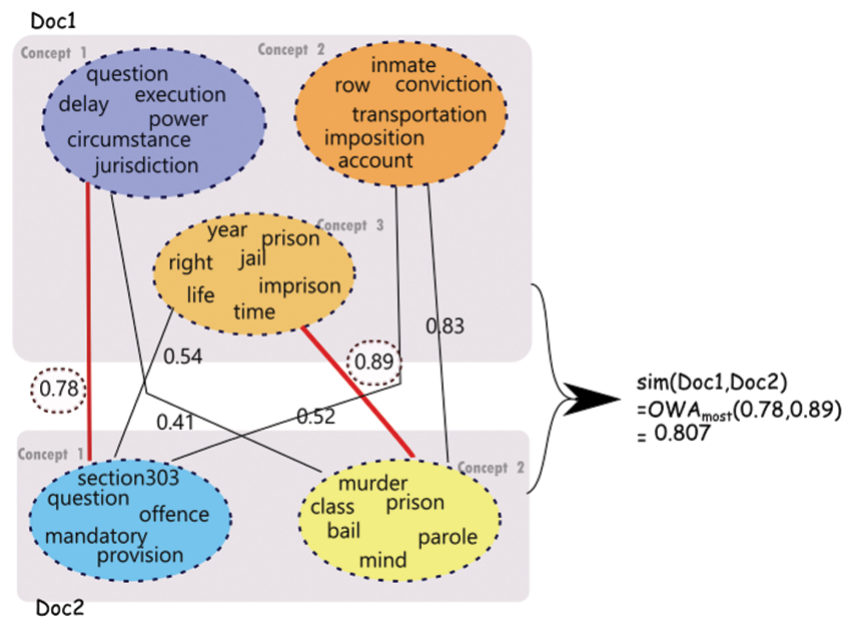 Doc1
Concept 1
question
delay
execution
power
circumstance
jurisdiction
Concept 2
inmate
row
conviction
transportation
imposition
account
Concept 3
year
prison
right
jail
imprison
life
time
0.83
0.54
0.89
0.78
0.52
0.41
sim(Doc1,Doc2)
=OWAmost(0.78,0.89)
= 0.807
Concept 1
section303
question
offence
mandatory
provision
Concept 2
murder
class
prison
bail
parole
mind
Doc2